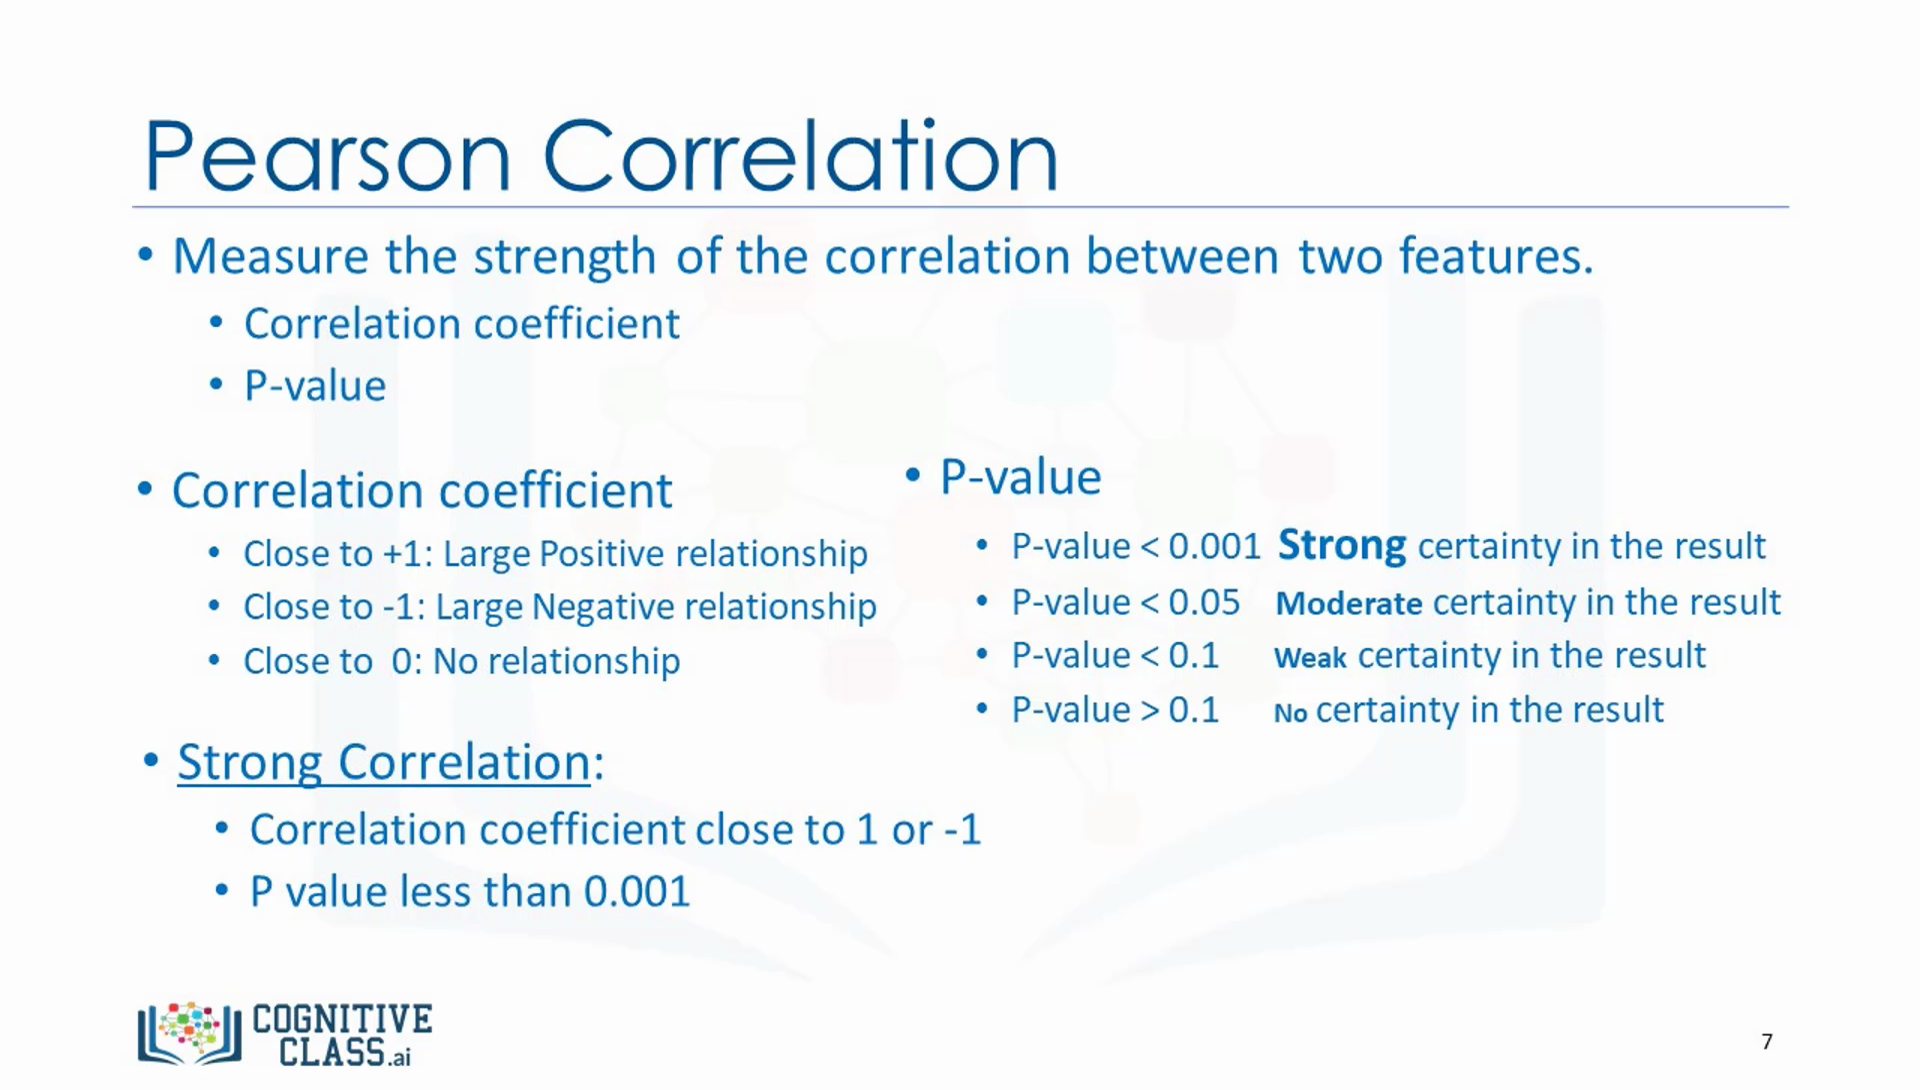 Pearson Correlation
• Measure the strength of the correlation between two features.
• Correlation coefficient
• P-value
• Correlation coefficient
• Close to +1: Large Positive relationship
• Close to -1: Large Negative relationship
• Close to 0: No relationship
• P-value
• P-value < 0.001 Strong certainty in the result
• P-value < 0.05 Moderate certainty in the result
• P-value < 0.1 Weak certainty in the result
• P-value > 0.1 No certainty in the result
• Strong Correlation:
• Correlation coefficient close to 1 or -1
• P value less than 0.001
COGNITIVE
CLASS.ai
7